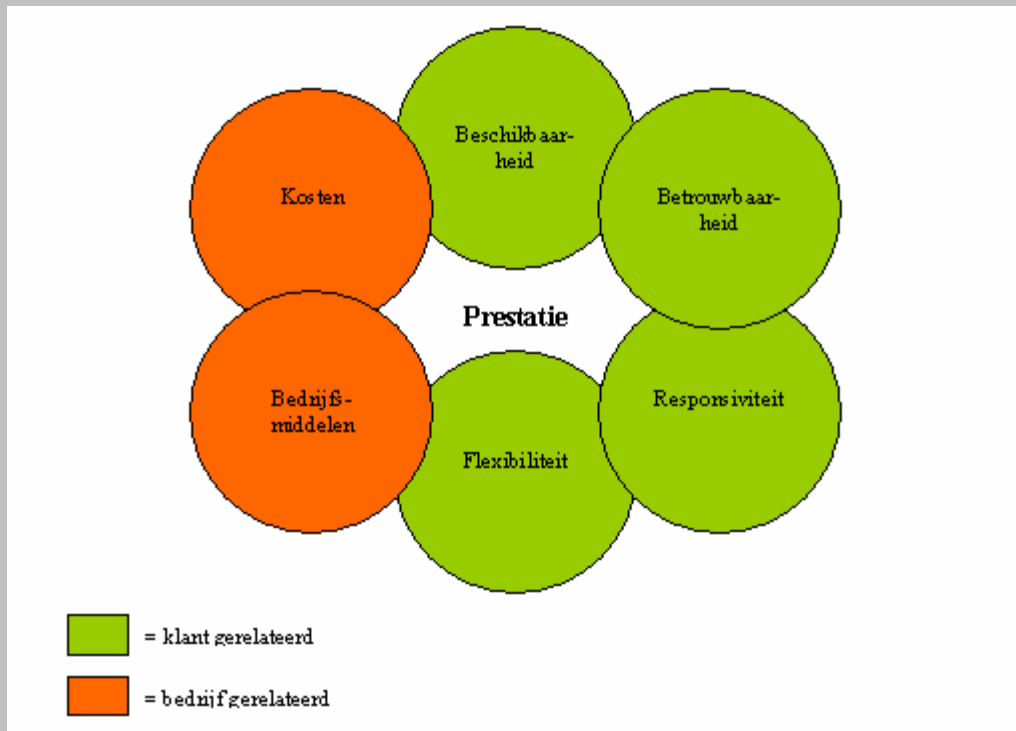 Beschikbaar-
heid
Kosten
Betrouwbaar-
heid
Prestatie
Bedrijfs-
middelen
Responsiviteit
Flexibiliteit
= klant gerelateerd
= bedrijf gerelateerd